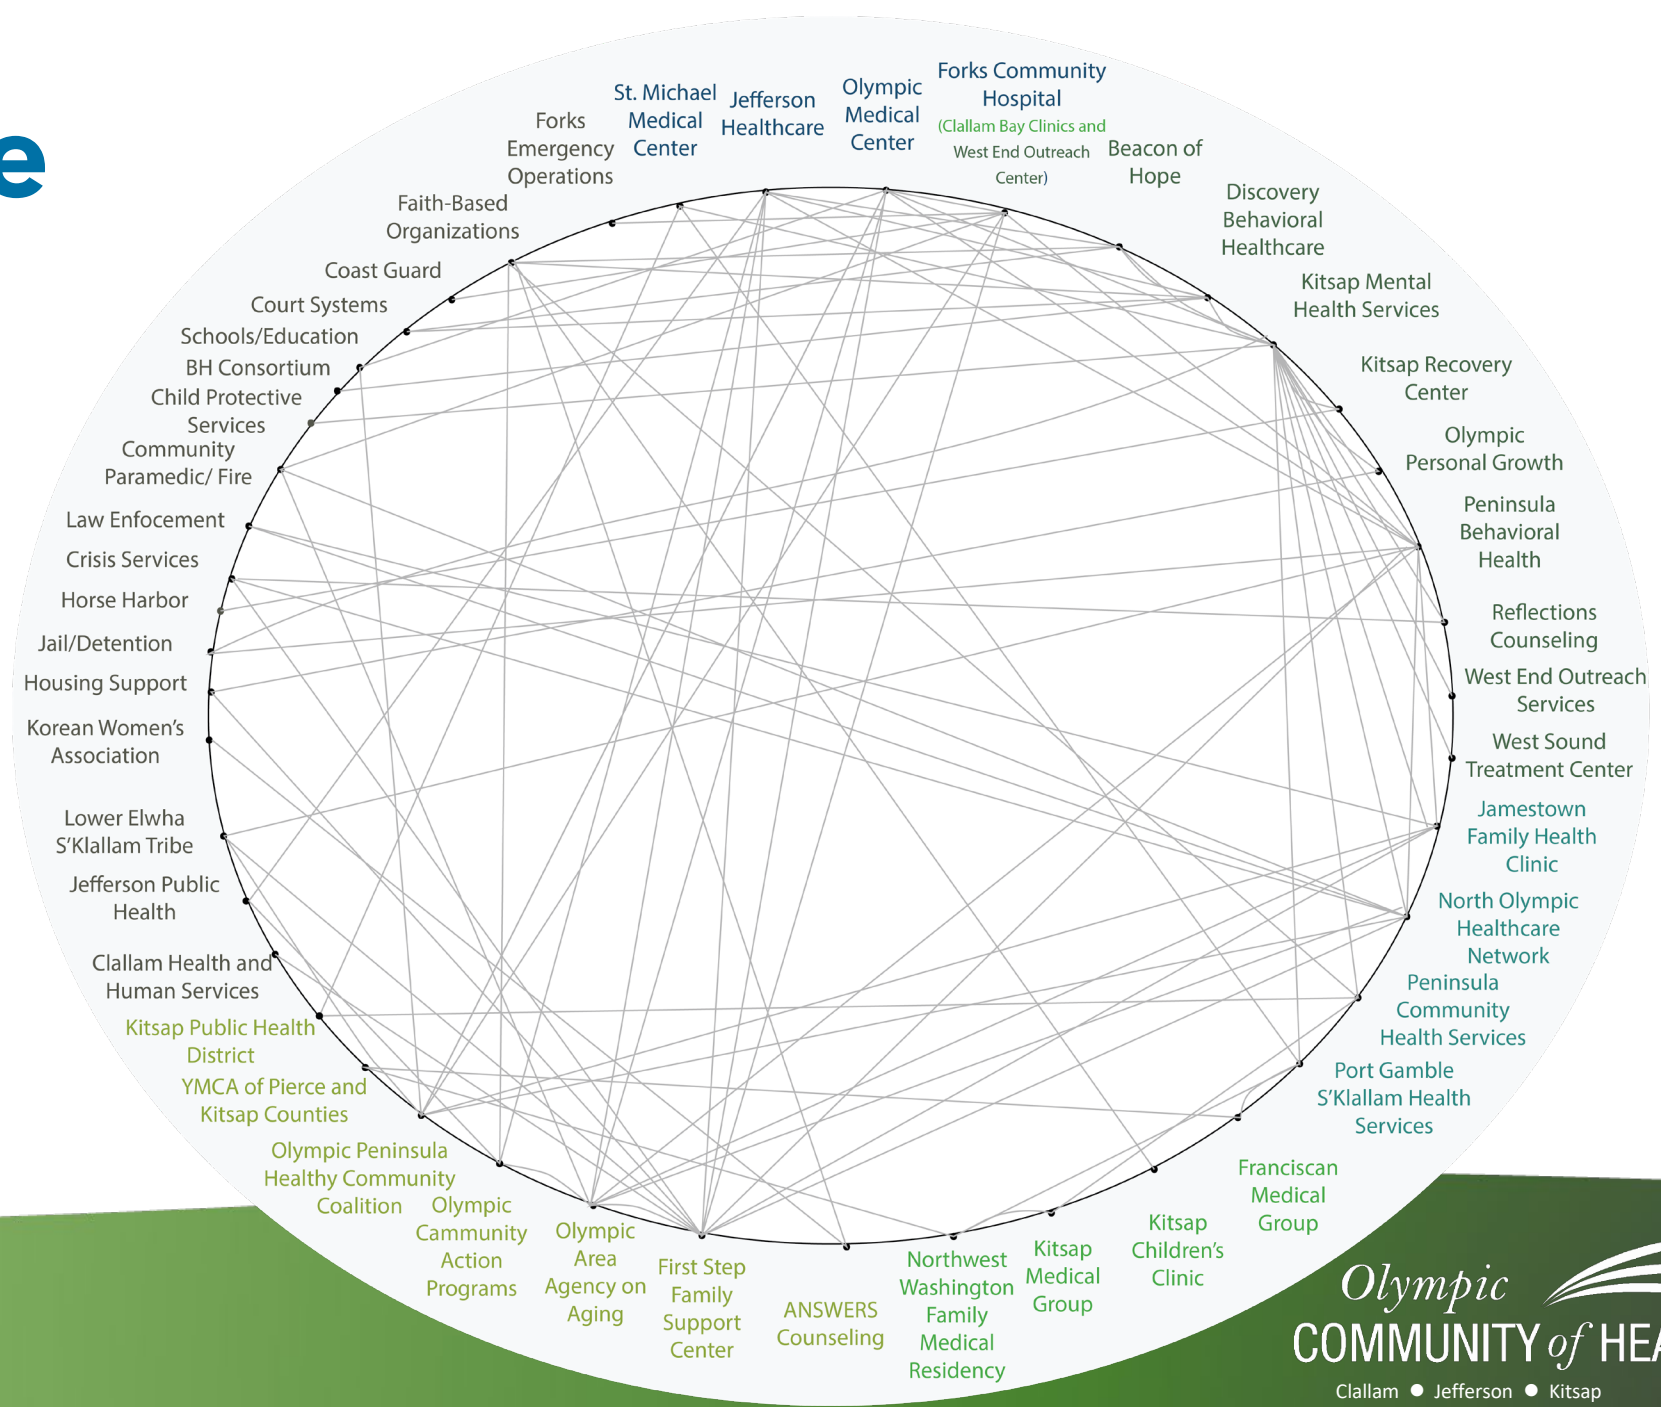 e
Forks Community
Hospital
(Clallam Bay Clinics and
West End Outreach
Center)
Olympic
Medical
Center
Jefferson
Healthcare
St. Michael
Medical
Center
Forks
Emergency
Operations
Faith-Based
Organizations
Coast Guard
Court Systems
Schools/Education
BH Consortium
Child Protective
Services
Community
Paramedic/ Fire
Law Enfocement
Crisis Services
Horse Harbor
Jail/Detention
Housing Support
Korean Women's
Association
Lower Elwha
S'Klallam Tribe
Jefferson Public
Health
Clallam Health and
Human Services
Kitsap Public Health
District
YMCA of Pierce and
Kitsap Counties
Olympic Peninsula
Healthy Community
Coalition
Olympic
Cammunity
Action
Programs
Olympic
Area
Agency on
Aging
First Step
Family
Support
Center
ANSWERS
Counseling
Northwest
Washington
Family
Medical
Residency
Kitsap
Medical
Group
Kitsap
Children's
Clinic
Franciscan
Medical
Group
Port Gamble
S'Klallam Health
Services
Peninsula
Community
Health Services
North Olympic
Healthcare
Network
Jamestown
Family Health
Clinic
West Sound
Treatment Center
West End Outreach
Services
Reflections
Counseling
Peninsula
Behavioral
Health
Olympic
Personal Growth
Kitsap Recovery
Center
Kitsap Mental
Health Services
Discovery
Behavioral
Healthcare
Beacon of
Hope
Olympic
COMMUNITY of HEA
Clallam ● Jefferson ● Kitsap